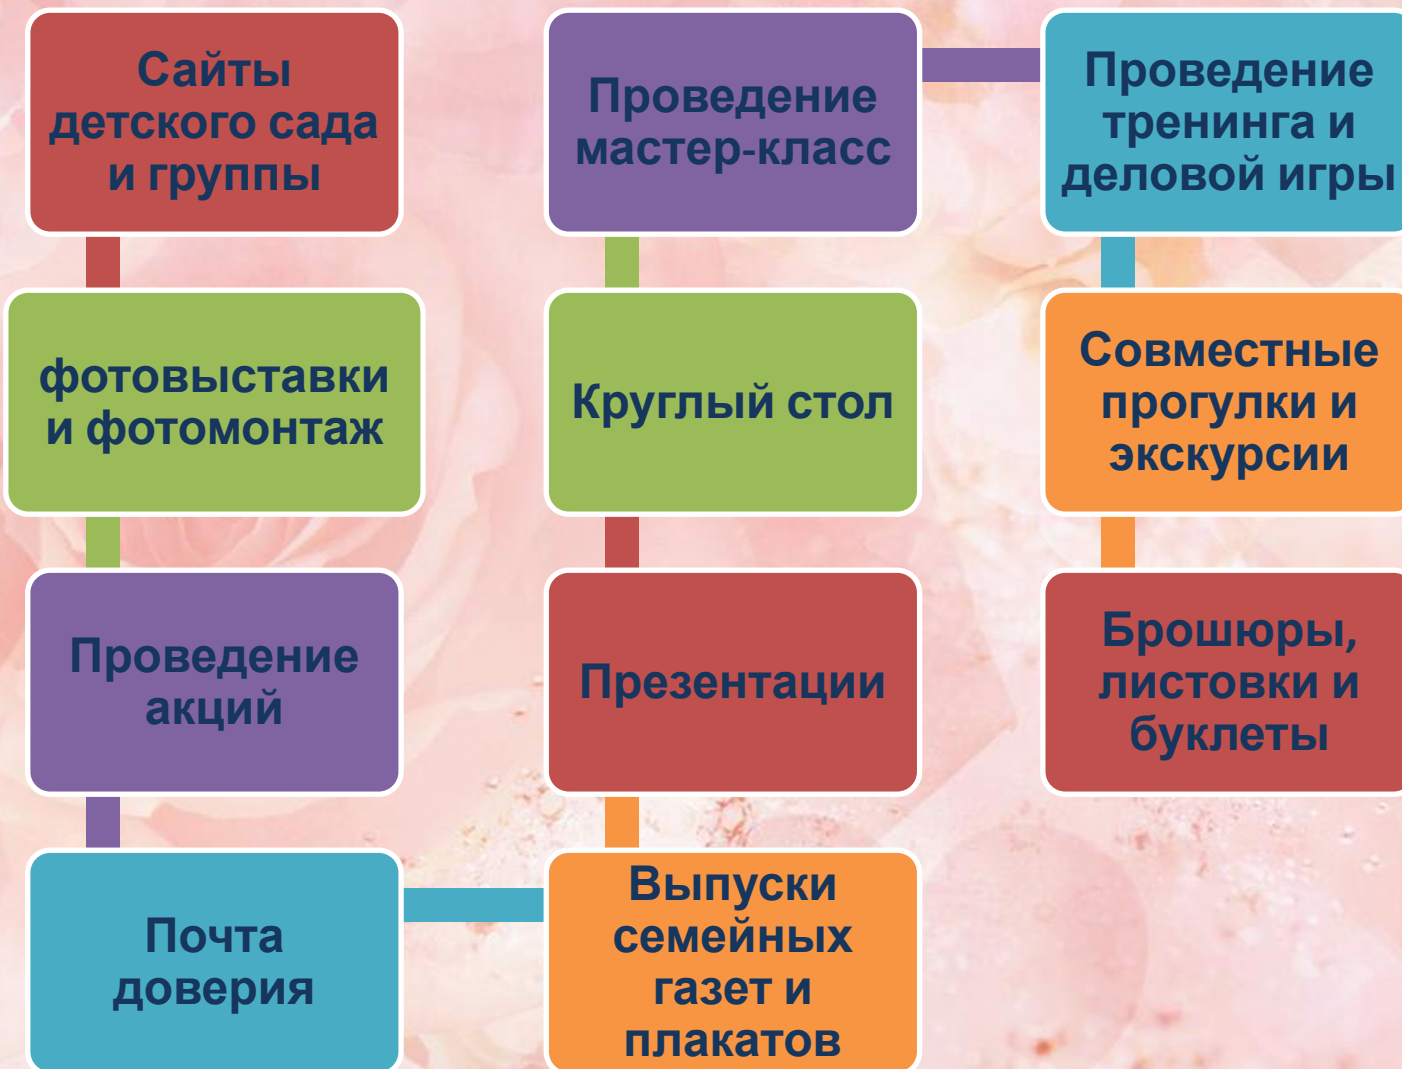 Сайты
детского сада
и группы
фотовыставки
и фотомонтаж
Проведение
акций
Почта
доверия
Выпуски
семейных
газет и
плакатов
Презентации
Круглый стол
Проведение
мастер-класс
Проведение
тренинга и
деловой игры
Совместные
прогулки и
экскурсии
Брошюры,
листовки и
буклеты